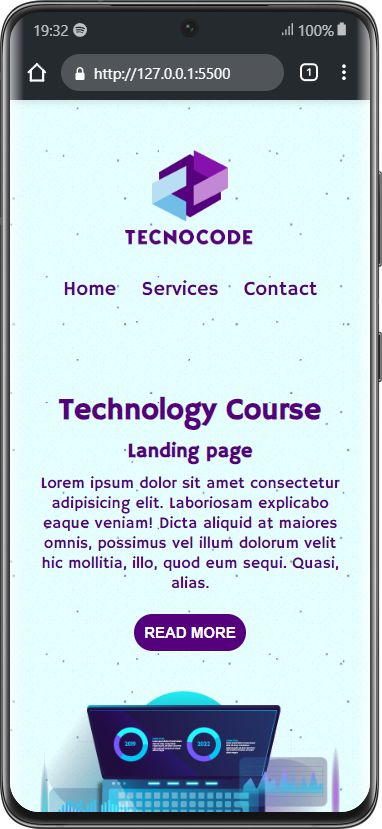 19:32
100%
http://127.0.0.1:5500
1
TECNOCODE
Home Services Contact
Technology Course
Landing page
Lorem ipsum dolor sit amet consectetur
adipisicing elit. Laboriosam explicabo
eaque veniam! Dicta aliquid at maiores
omnis, possimus vel illum dolorum velit
hic mollitia, illo, quod eum sequi. Quasi,
alias.
READ MORE
2019
2022